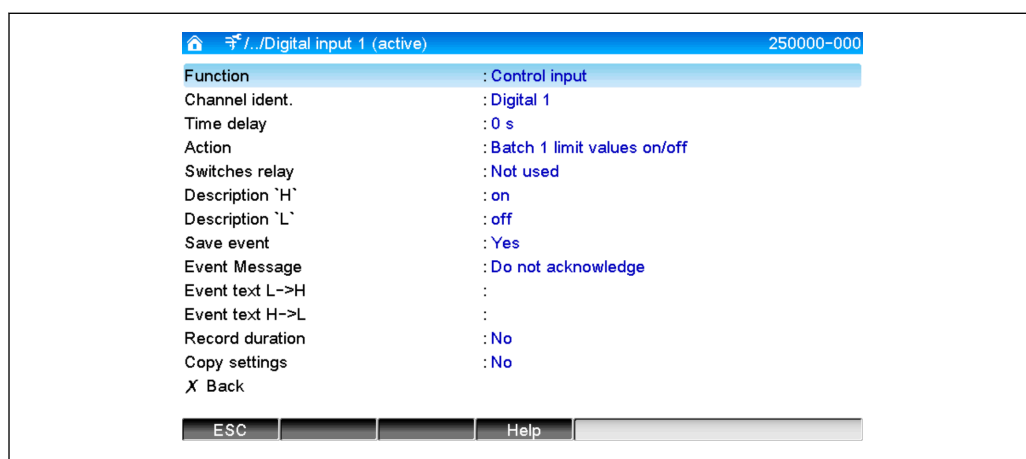 /../Digital input 1 (active) 250000-000
Function : Control input
Channel ident. : Digital 1
Time delay : 0 s
Action : Batch 1 limit values on/off
Switches relay : Not used
Description `H` : on
Description `L` : off
Save event : Yes
Event Message : Do not acknowledge
Event text L->H :
Event text H->L :
Record duration : No
Copy settings : No
X Back
ESC Help